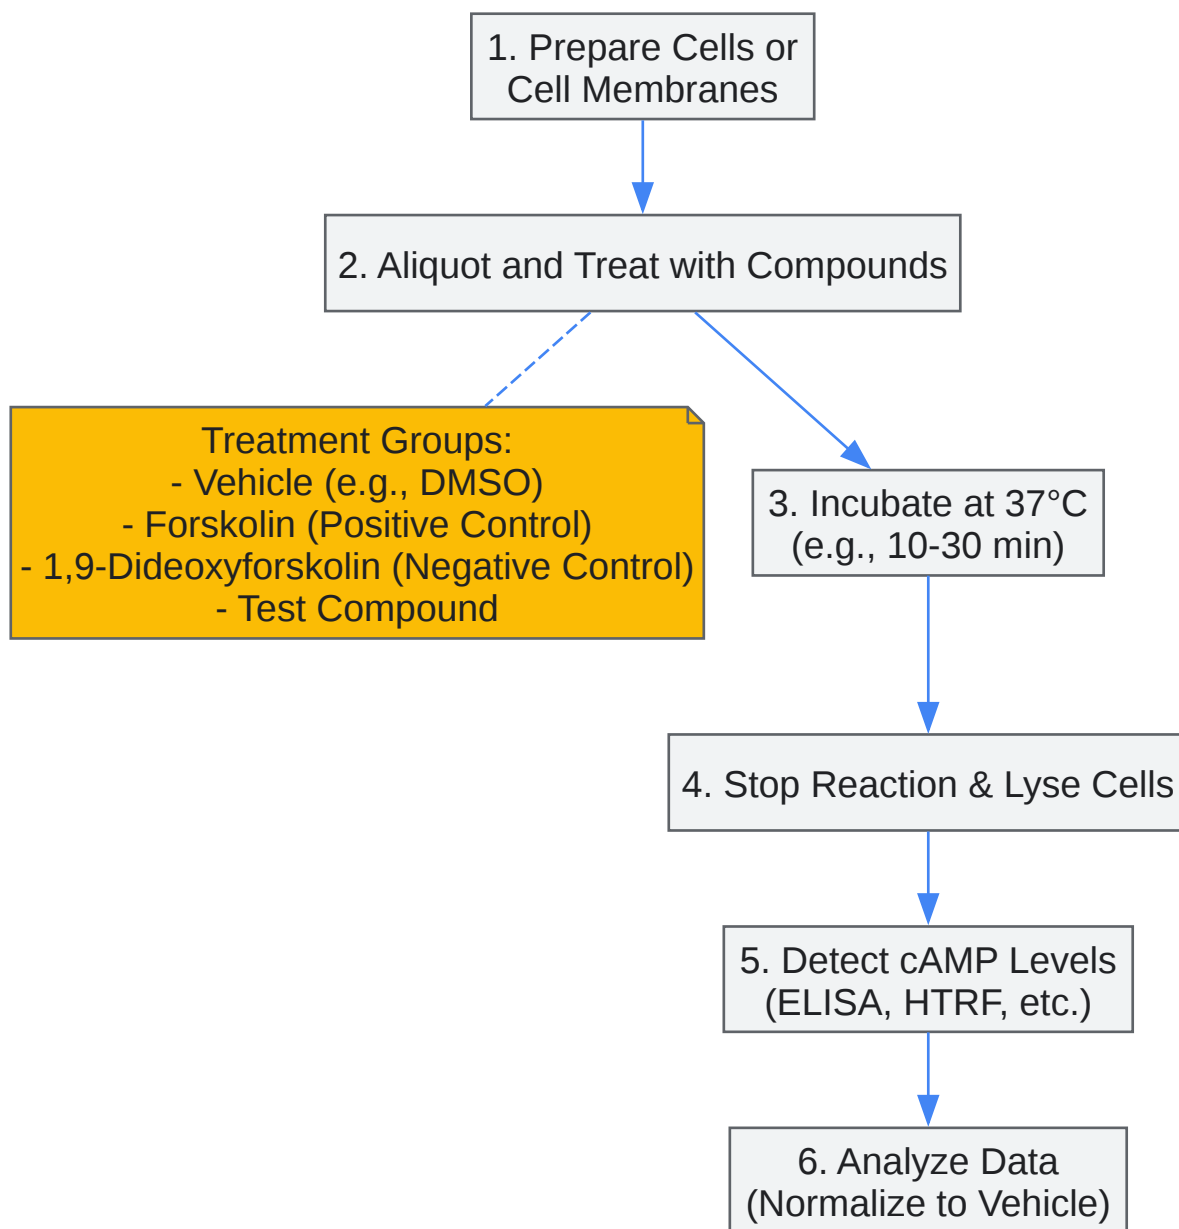 1. Prepare Cells or
Cell Membranes
2. Aliquot and Treat with Compounds
Treatment Groups:
- Vehicle (e.g., DMSO)
- Forskolin (Positive Control)
- 1,9-Dideoxyforskolin (Negative Control)
- Test Compound
3. Incubate at 37°C
(e.g., 10-30 min)
4. Stop Reaction & Lyse Cells
5. Detect cAMP Levels
(ELISA, HTRF, etc.)
6. Analyze Data
(Normalize to Vehicle)